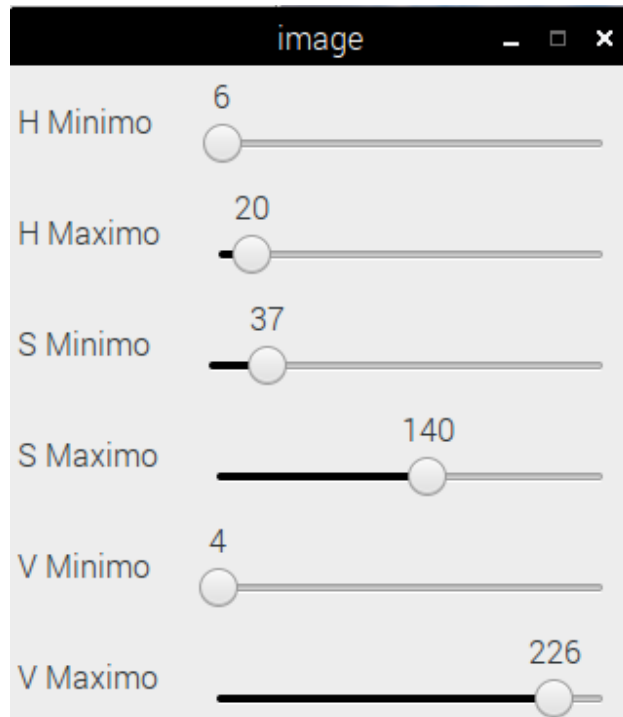 image
6
H Minimo
20
H Maximo
37
S Minimo
140
S Maximo
4
V Minimo
226
V Maximo